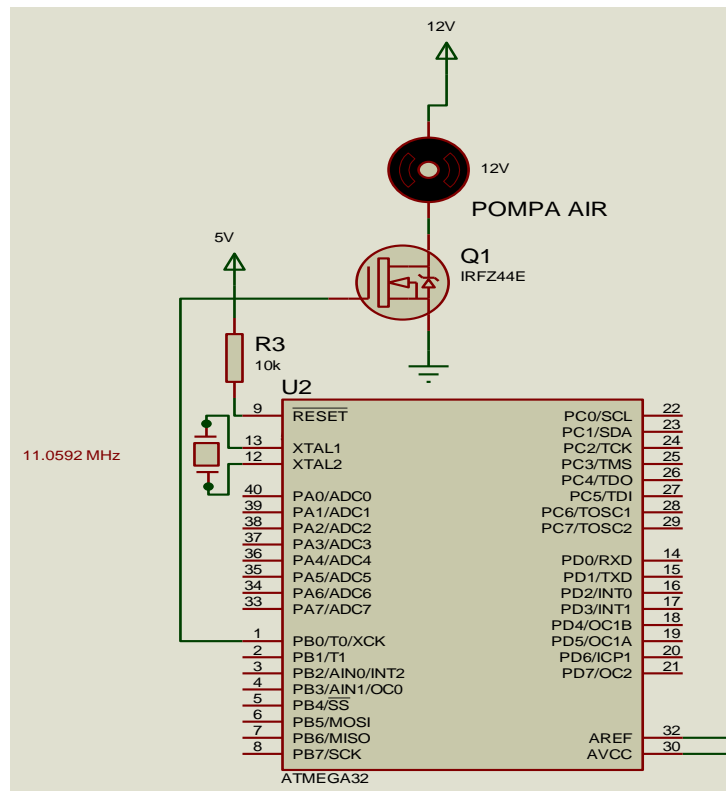 12V
12V
POMPA AIR
5V
Q1
IRFZ44E
R3
10k
U2
11.0592 MHz
9 RESET PC0/SCL 22
PC1/SDA 23
13 XTAL1 PC2/TCK 24
12 XTAL2 PC3/TMS 25
PC4/TDO 26
40 PA0/ADC0 PC5/TDI 27
39 PA1/ADC1 PC6/TOSC1 28
38 PA2/ADC2 PC7/TOSC2 29
37 PA3/ADC3
36 PA4/ADC4 PD0/RXD 14
35 PA5/ADC5 PD1/TXD 15
34 PA6/ADC6 PD2/INT0 16
33 PA7/ADC7 PD3/INT1 17
PD4/OC1B 18
1 PB0/T0/XCK PD5/OC1A 19
2 PB1/T1 PD6/ICP1 20
3 PB2/AIN0/INT2 PD7/OC2 21
4 PB3/AIN1/OC0
5 PB4/SS
6 PB5/MOSI
7 PB6/MISO AREF 32
8 PB7/SCK AVCC 30
ATMEGA32